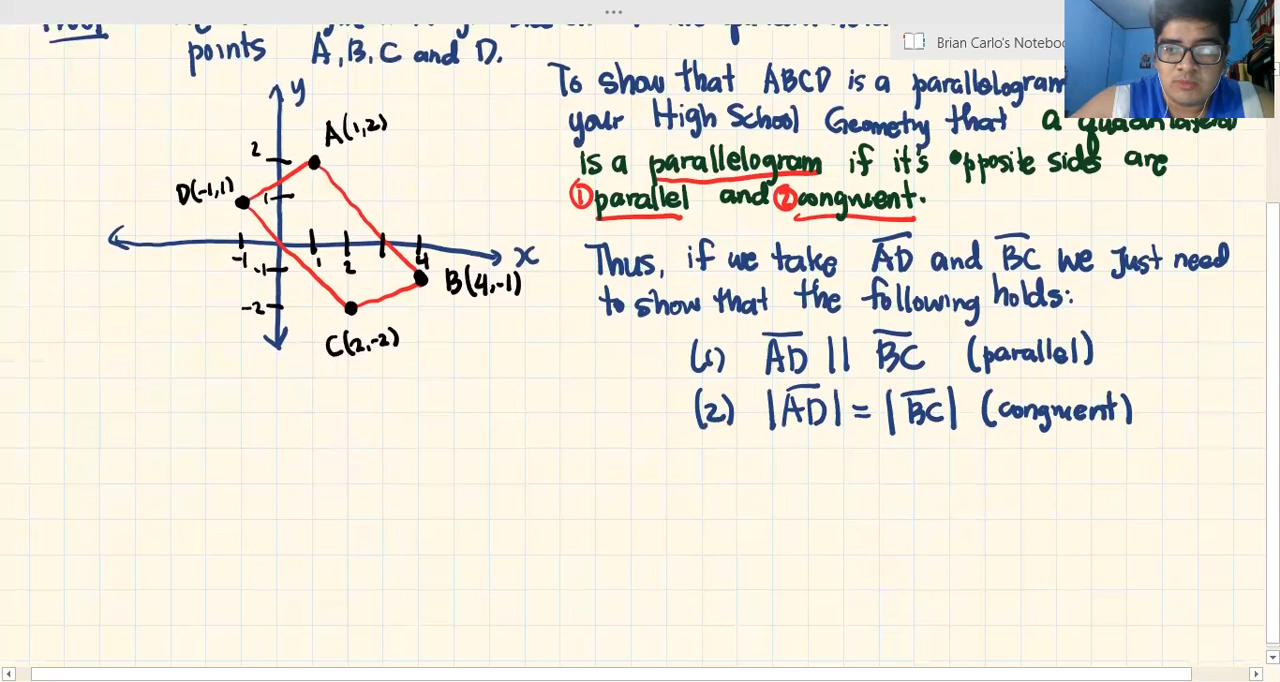 points A, B, C and D.
Brian Carlo's Noteboo
To show that ABCD is a parallelogram
your High School Geometry that a quadrilateral
is a parallelogram if it's opposite sides are
① parallel and ② congruent.
Thus, if we take AD and BC we just need
to show that the following holds:
(1) AD || BC (parallel)
(2) |AD| = |BC| (congruent)
y
A(1,2)
2
D(-1,1)
1
x
-1
1
2
4
-1
B(4,-1)
-2
C(2,-2)